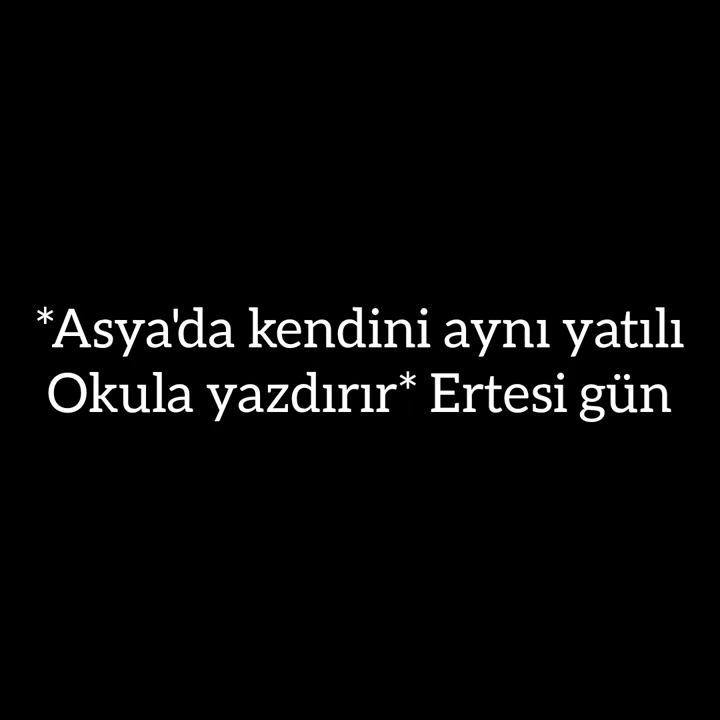 *Asya'da kendini aynı yatılı
Okula yazdırır* Ertesi gün